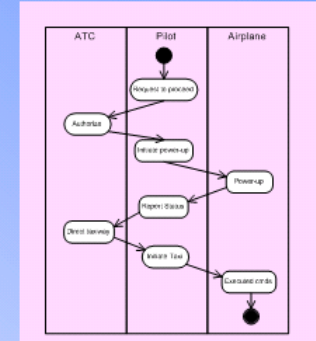 ATC
Pilot
Airplane
Request to proceed
Authorize
Initiate power-up
Power-up
Report Status
Direct taxiway
Initiate Taxi
Executed cmds